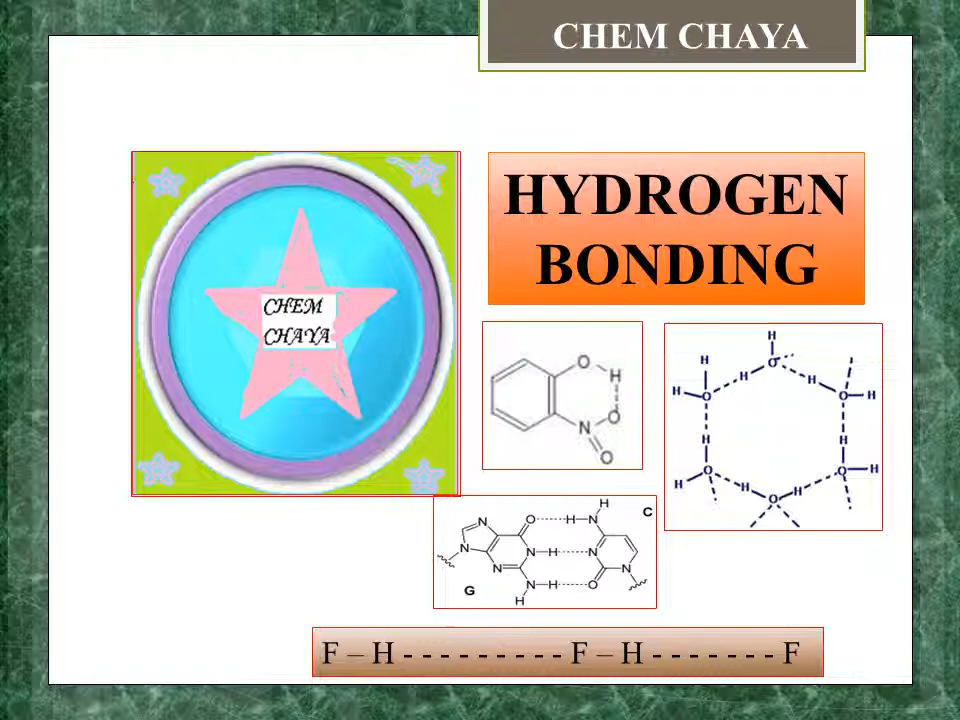 CHEM CHAYA
HYDROGEN
BONDING
CHEM
CHAYA
O
H
O
N
O
H
O
H
H
H
H
O
H
O
H
H
H
O
H
O
H
H
O
H
N
O
H
N
H
C
N
N
H
N
N
N
H
O
N
G
H
F – H - - - - - - - - - F – H - - - - - - - F